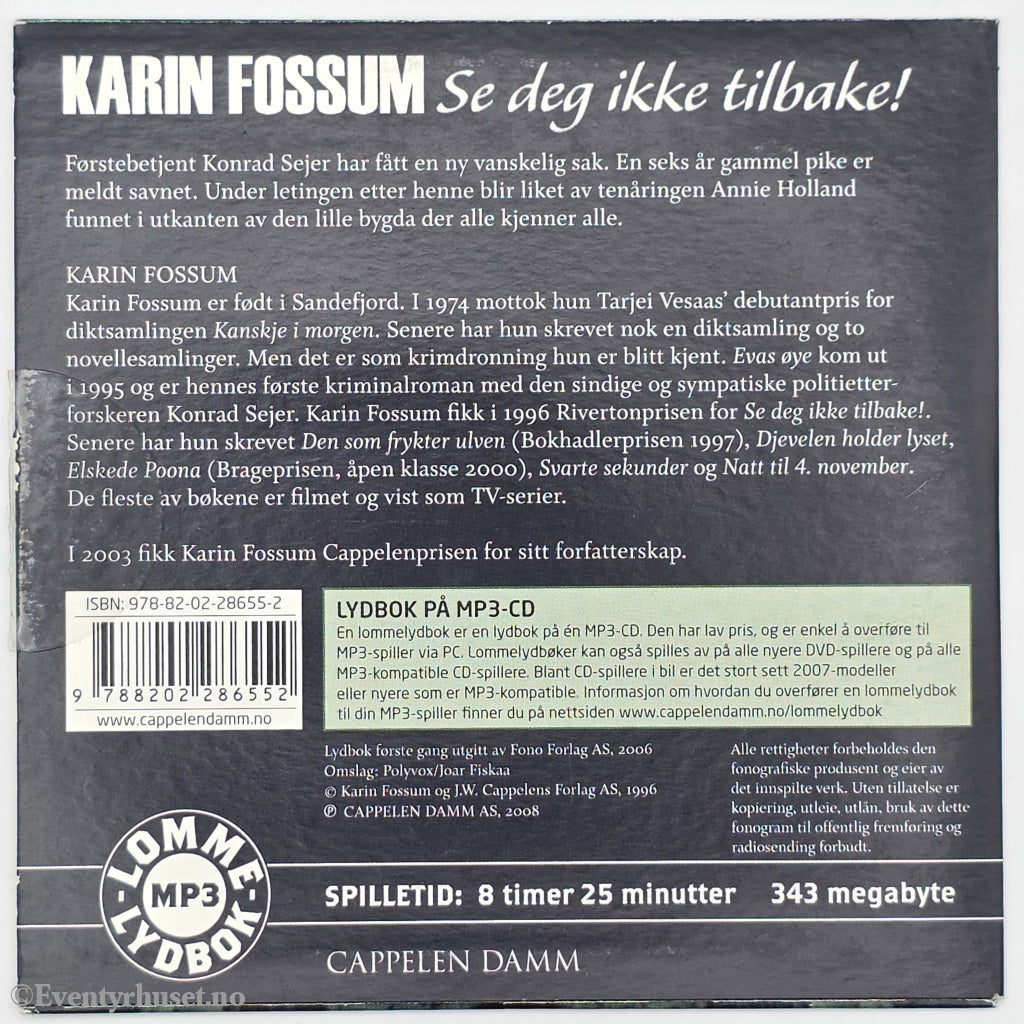 KARIN FOSSUM Se deg ikke tilbake!
Førstebetjent Konrad Sejer har fått en ny vanskelig sak. En seks år gammel pike er
meldt savnet. Under letingen etter henne blir liket av tenåringen Annie Holland
funnet i utkanten av den lille bygda der alle kjenner alle.
KARIN FOSSUM
Karin Fossum er født i Sandefjord. I 1974 mottok hun Tarjei Vesaas’ debutantpris for
diktsamlingen Kanskje i morgen. Senere har hun skrevet nok en diktsamling og to
novellesamlinger. Men det er som krimdronning hun er blitt kjent. Evas øye kom ut
i 1995 og er hennes første kriminalroman med den sindige og sympatiske politietter-
forskeren Konrad Sejer. Karin Fossum fikk i 1996 Rivertonprisen for Se deg ikke tilbake!.
Senere har hun skrevet Den som frykter ulven (Bokhadlerprisen 1997), Djevelen holder lyset,
Elskede Poona (Brageprisen, åpen klasse 2000), Svarte sekunder og Natt til 4. november.
De fleste av bøkene er filmet og vist som TV-serier.
I 2003 fikk Karin Fossum Cappelenprisen for sitt forfatterskap.
ISBN: 978-82-02-28655-2
9 788202 286552
www.cappelendamm.no
LYDBOK PÅ MP3-CD
En lommelydbok er en lydbok på én MP3-CD. Den har lav pris, og er enkel å overføre til
MP3-spiller via PC. Lommelydbøker kan også spilles av på alle nyere DVD-spillere og på alle
MP3-kompatible CD-spillere. Blant CD-spillere i bil er det stort sett 2007-modeller
eller nyere som er MP3-kompatible. Informasjon om hvordan du overfører en lommelydbok
til din MP3-spiller finner du på nettsiden www.cappelendamm.no/lommelydbok
Lydbok første gang utgitt av Fono Forlag AS, 2006
Omslag: Polyvox/Joar Fiskaa
© Karin Fossum og J.W. Cappelens Forlag AS, 1996
℗ CAPPELEN DAMM AS, 2008
Alle rettigheter forbeholdes den
fonografiske produsent og eier av
det innspilte verk. Uten tillatelse er
kopiering, utleie, utlån, bruk av dette
fonogram til offentlig fremføring og
radiosending forbudt.
LOMME-
MP3
LYDBOK-
SPILLETID: 8 timer 25 minutter 343 megabyte
CAPPELEN DAMM
©Eventyrhuset.no